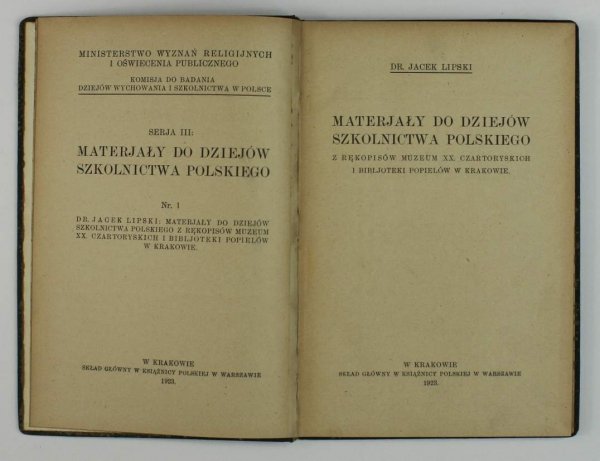 MINISTERSTWO WYZNAŃ RELIGIJNYCH
I OŚWIECENIA PUBLICZNEGO
KOMISJA DO BADANIA
DZIEJÓW WYCHOWANIA I SZKOLNICTWA W POLSCE
SERJA III:
MATERJAŁY DO DZIEJÓW
SZKOLNICTWA POLSKIEGO
Nr. 1
DR. JACEK LIPSKI: MATERJAŁY DO DZIEJÓW
SZKOLNICTWA POLSKIEGO Z RĘKOPISÓW MUZEUM
XX. CZARTORYSKICH I BIBLJOTEKI POPIELÓW
W KRAKOWIE.
W KRAKOWIE
SKŁAD GŁÓWNY W KSIĄŻNICY POLSKIEJ W WARSZAWIE
1923.
DR. JACEK LIPSKI
MATERJAŁY DO DZIEJÓW
SZKOLNICTWA POLSKIEGO
Z RĘKOPISÓW MUZEUM XX. CZARTORYSKICH
I BIBLJOTEKI POPIELÓW W KRAKOWIE.
W KRAKOWIE
SKŁAD GŁÓWNY W KSIĄŻNICY POLSKIEJ W WARSZAWIE
1923.